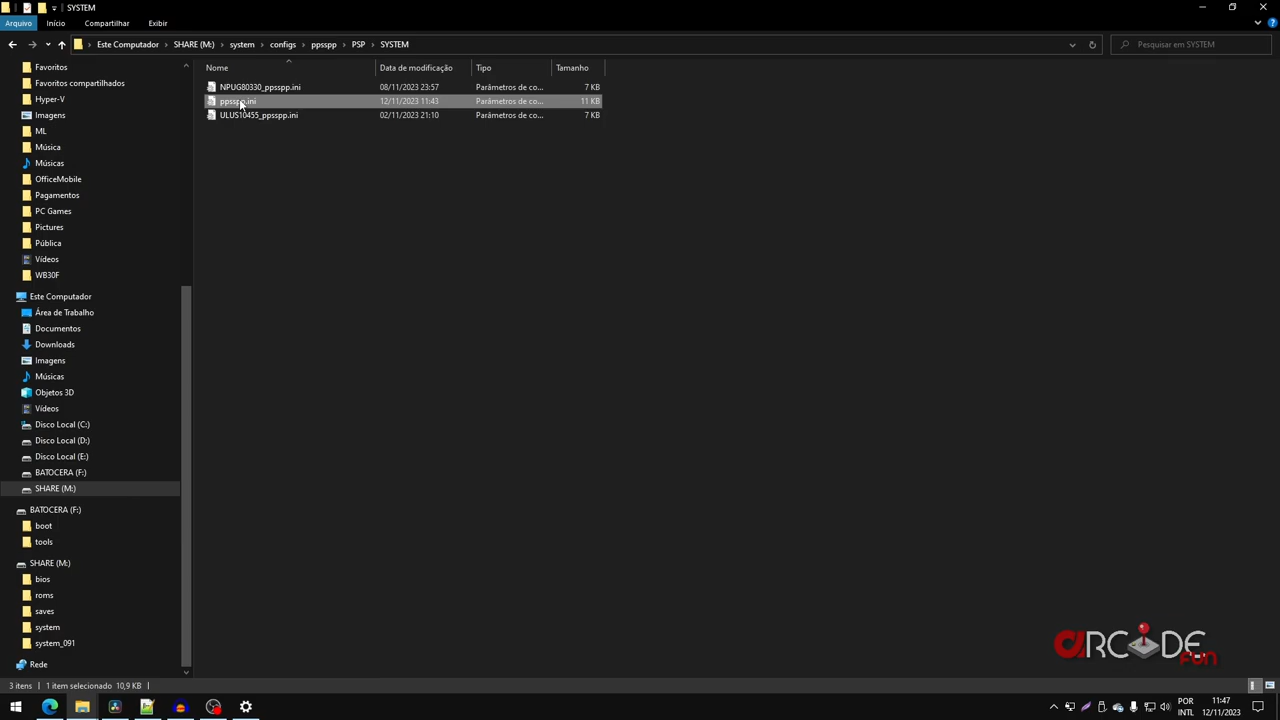 SYSTEM
Arquivo Início Compartilhar Exibir
Este Computador > SHARE (M:) > system > configs > ppsspp > PSP > SYSTEM
Pesquisar em SYSTEM
Nome Data de modificação Tipo Tamanho
NPUG80330_ppsspp.ini 08/11/2023 23:57 Parâmetros de co... 7 KB
ppsspp.ini 12/11/2023 11:43 Parâmetros de co... 11 KB
ULUS10455_ppsspp.ini 02/11/2023 21:10 Parâmetros de co... 7 KB
Favoritos
Favoritos compartilhados
Hyper-V
Imagens
ML
Música
Músicas
OfficeMobile
Pagamentos
PC Games
Pictures
Pública
Vídeos
WB30F
Este Computador
Área de Trabalho
Documentos
Downloads
Imagens
Músicas
Objetos 3D
Vídeos
Disco Local (C:)
Disco Local (D:)
Disco Local (E:)
BATOCERA (F:)
SHARE (M:)
BATOCERA (F:)
boot
tools
SHARE (M:)
bios
roms
saves
system
system_091
Rede
ARCADE
Fun
3 itens 1 item selecionado 10,9 KB
POR
INTL
11:47
12/11/2023